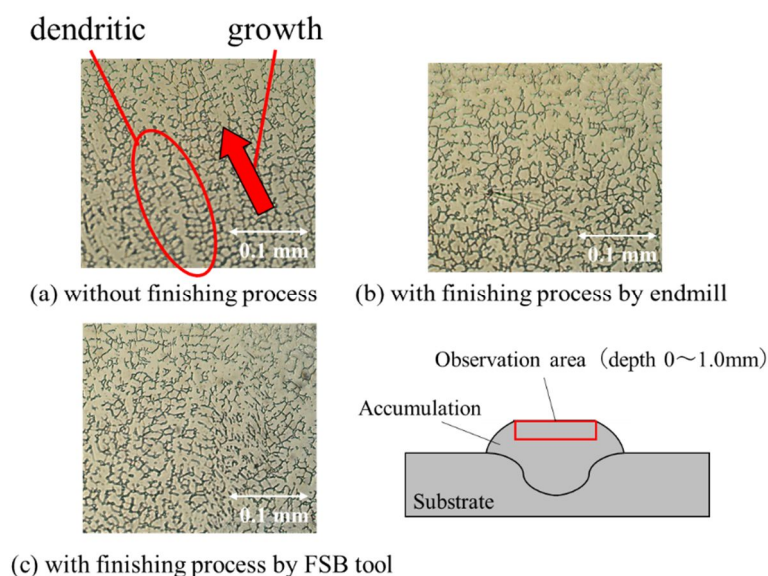 dendritic growth
0.1 mm
0.1 mm
(a) without finishing process
(b) with finishing process by endmill
0.1 mm
Observation area (depth 0～1.0mm)
Accumulation
Substrate
(c) with finishing process by FSB tool